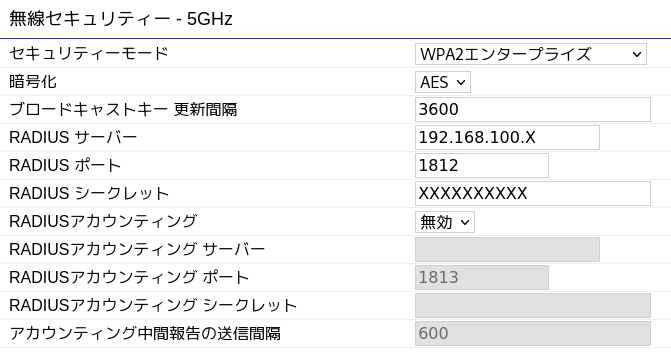 無線セキュリティー - 5GHz
セキュリティーモード WPA2エンタープライズ
暗号化 AES
ブロードキャストキー 更新間隔 3600
RADIUS サーバー 192.168.100.X
RADIUS ポート 1812
RADIUS シークレット XXXXXXXXXX
RADIUSアカウンティング 無効
RADIUSアカウンティング サーバー
RADIUSアカウンティング ポート 1813
RADIUSアカウンティング シークレット
アカウンティング中間報告の送信間隔 600